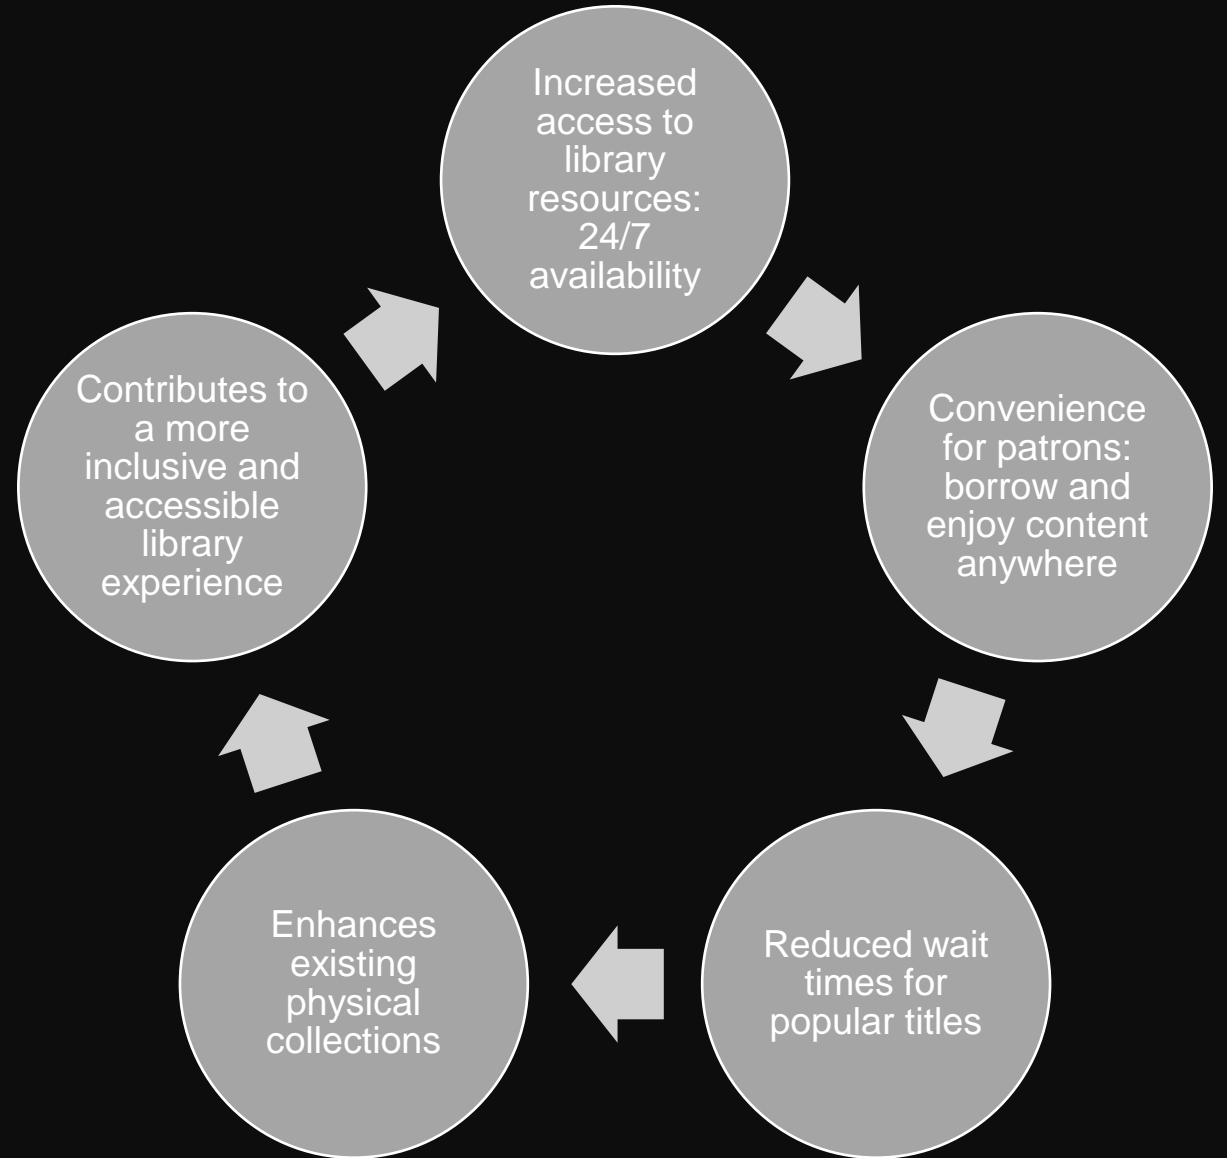 Increased
access to
library
resources:
24/7
availability
Convenience
for patrons:
borrow and
enjoy content
anywhere
Reduced wait
times for
popular titles
Enhances
existing
physical
collections
Contributes to
a more
inclusive and
accessible
library
experience